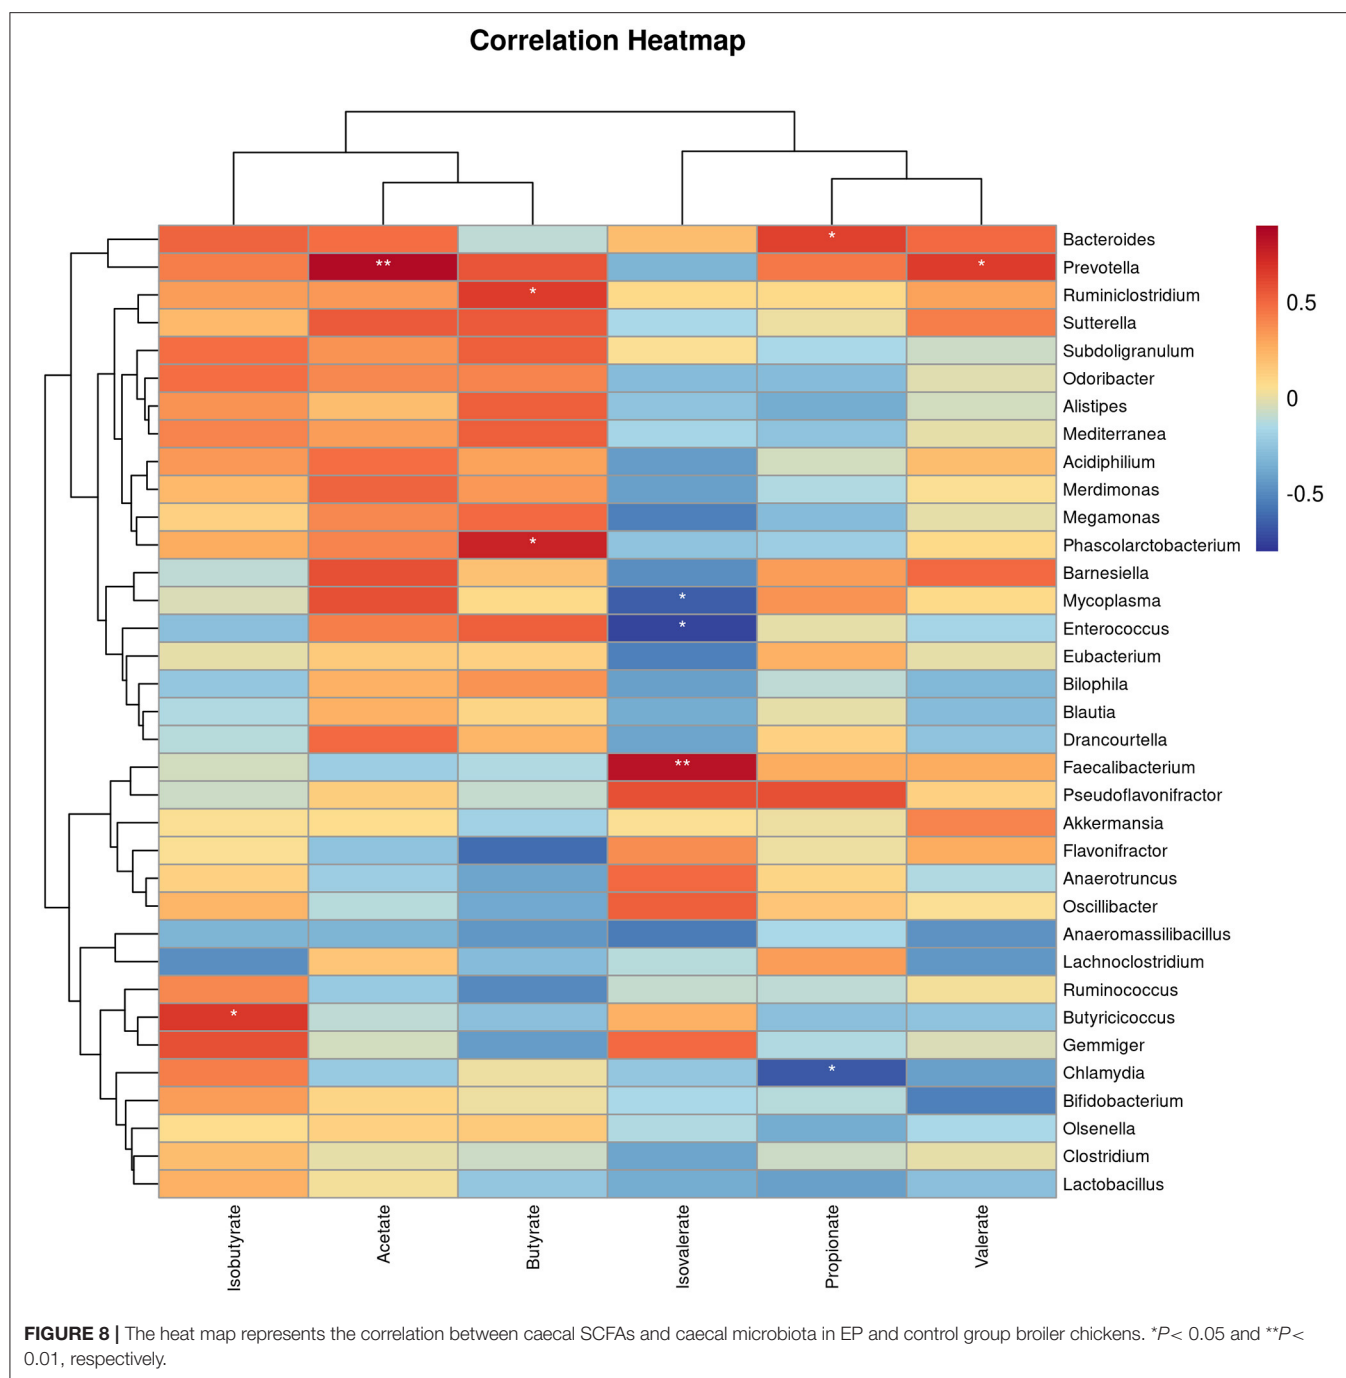 Correlation Heatmap
*
Bacteroides
** *
Prevotella
*
Ruminiclostridium
0.5
Sutterella
Subdoligranulum
Odoribacter
0
Alistipes
Mediterranea
Acidiphilium
Merdimonas
-0.5
Megamonas
*
Phascolarctobacterium
Barnesiella
*
Mycoplasma
*
Enterococcus
Eubacterium
Bilophila
Blautia
Drancourtella
**
Faecalibacterium
Pseudoflavonifractor
Akkermansia
Flavonifractor
Anaerotruncus
Oscillibacter
Anaeromassilibacillus
Lachnoclostridium
Ruminococcus
*
Butyricicoccus
Gemmiger
*
Chlamydia
Bifidobacterium
Olsenella
Clostridium
Lactobacillus
Isobutyrate
Acetate
Butyrate
Isovalerate
Propionate
Valerate
FIGURE 8 | The heat map represents the correlation between caecal SCFAs and caecal microbiota in EP and control group broiler chickens. *P< 0.05 and **P<
0.01, respectively.